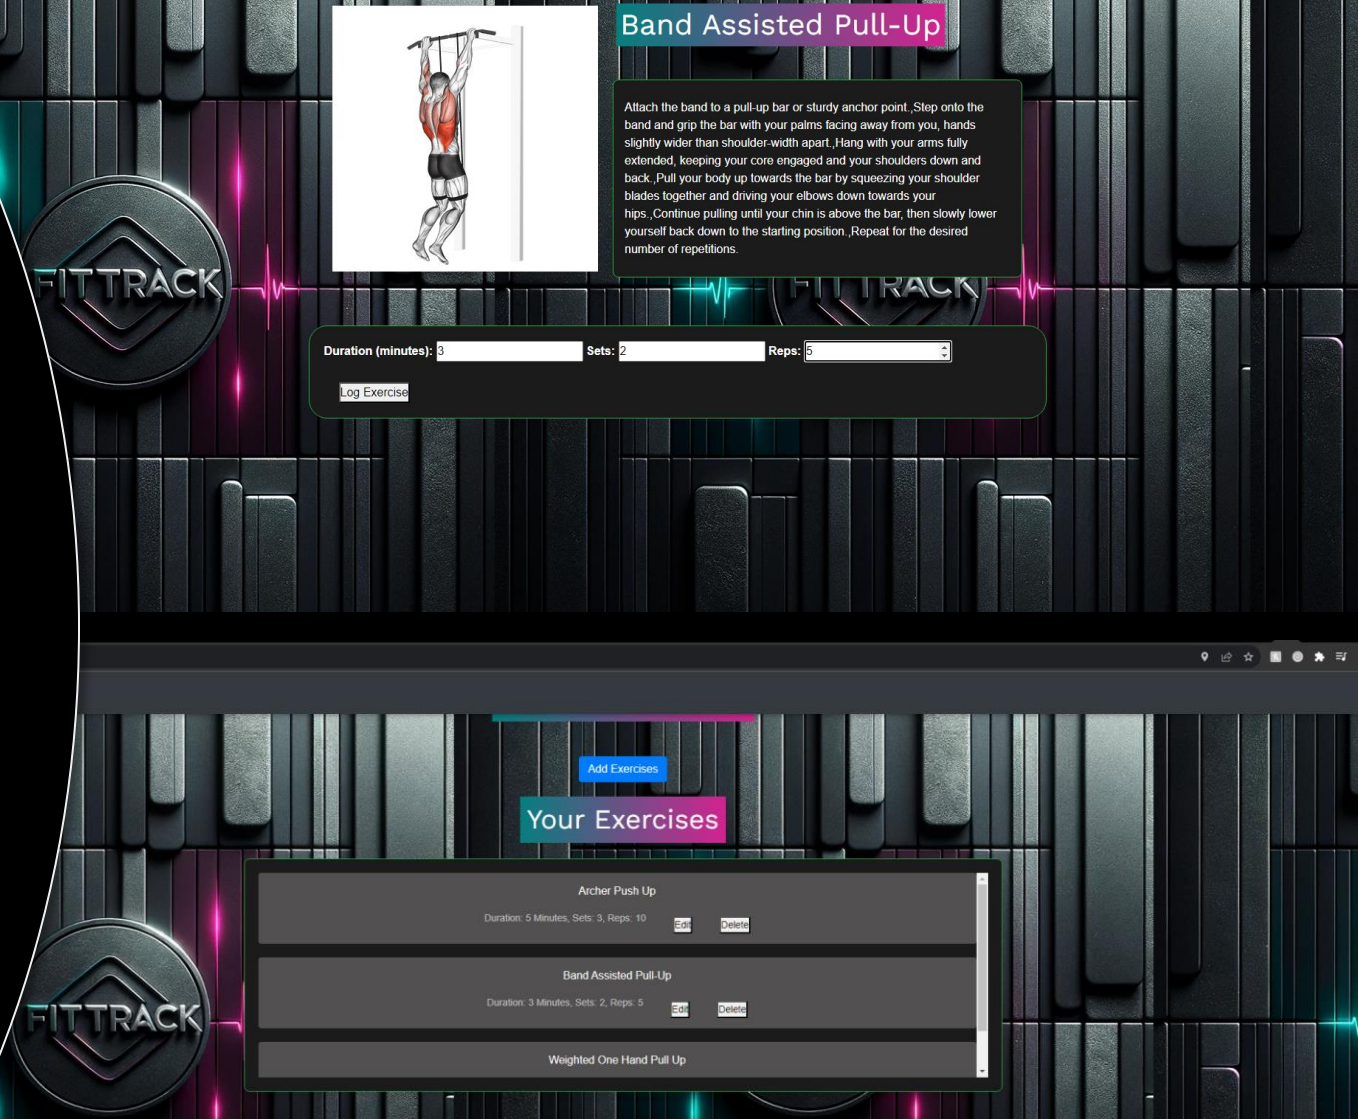 Band Assisted Pull-Up
Attach the band to a pull-up bar or sturdy anchor point.,Step onto the
band and grip the bar with your palms facing away from you, hands
slightly wider than shoulder-width apart.,Hang with your arms fully
extended, keeping your core engaged and your shoulders down and
back.,Pull your body up towards the bar by squeezing your shoulder
blades together and driving your elbows down towards your
hips.,Continue pulling until your chin is above the bar, then slowly lower
yourself back down to the starting position.,Repeat for the desired
number of repetitions.
FITTRACK
FITTRACK
Duration (minutes): 3 Sets: 2 Reps: 5
Log Exercise
Add Exercises
Your Exercises
Archer Push Up
Duration: 5 Minutes, Sets: 3, Reps: 10 Edit Delete
Band Assisted Pull-Up
Duration: 3 Minutes, Sets: 2, Reps: 5 Edit Delete
FITTRACK
Weighted One Hand Pull Up